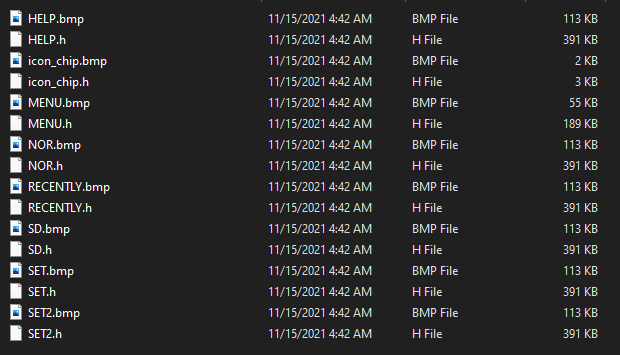 HELP.bmp 11/15/2021 4:42 AM BMP File 113 KB
HELP.h 11/15/2021 4:42 AM H File 391 KB
icon_chip.bmp 11/15/2021 4:42 AM BMP File 2 KB
icon_chip.h 11/15/2021 4:42 AM H File 3 KB
MENU.bmp 11/15/2021 4:42 AM BMP File 55 KB
MENU.h 11/15/2021 4:42 AM H File 189 KB
NOR.bmp 11/15/2021 4:42 AM BMP File 113 KB
NOR.h 11/15/2021 4:42 AM H File 391 KB
RECENTLY.bmp 11/15/2021 4:42 AM BMP File 113 KB
RECENTLY.h 11/15/2021 4:42 AM H File 391 KB
SD.bmp 11/15/2021 4:42 AM BMP File 113 KB
SD.h 11/15/2021 4:42 AM H File 391 KB
SET.bmp 11/15/2021 4:42 AM BMP File 113 KB
SET.h 11/15/2021 4:42 AM H File 391 KB
SET2.bmp 11/15/2021 4:42 AM BMP File 113 KB
SET2.h 11/15/2021 4:42 AM H File 391 KB